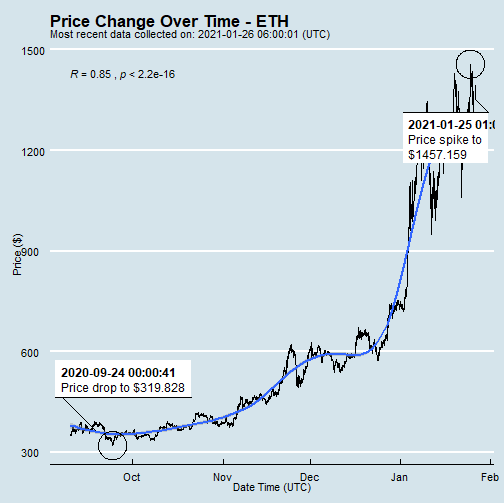 Price Change Over Time - ETH
Most recent data collected on: 2021-01-26 06:00:01 (UTC)
1500
R = 0.85 , p < 2.2e-16
2021-01-25 01:0
Price spike to
$1457.159
1200
900
Price ($)
600
2020-09-24 00:00:41
Price drop to $319.828
300
Oct
Nov
Dec
Jan
Feb
Date Time (UTC)